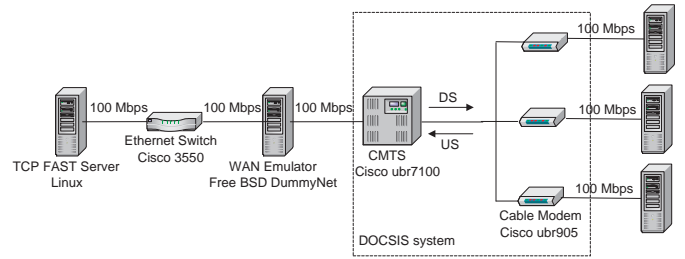 100 Mbps
100 Mbps
100 Mbps
DS
US
100 Mbps
100 Mbps
100 Mbps
TCP FAST Server
Linux
Ethernet Switch
Cisco 3550
WAN Emulator
Free BSD DummyNet
CMTS
Cisco ubr7100
Cable Modem
Cisco ubr905
DOCSIS system